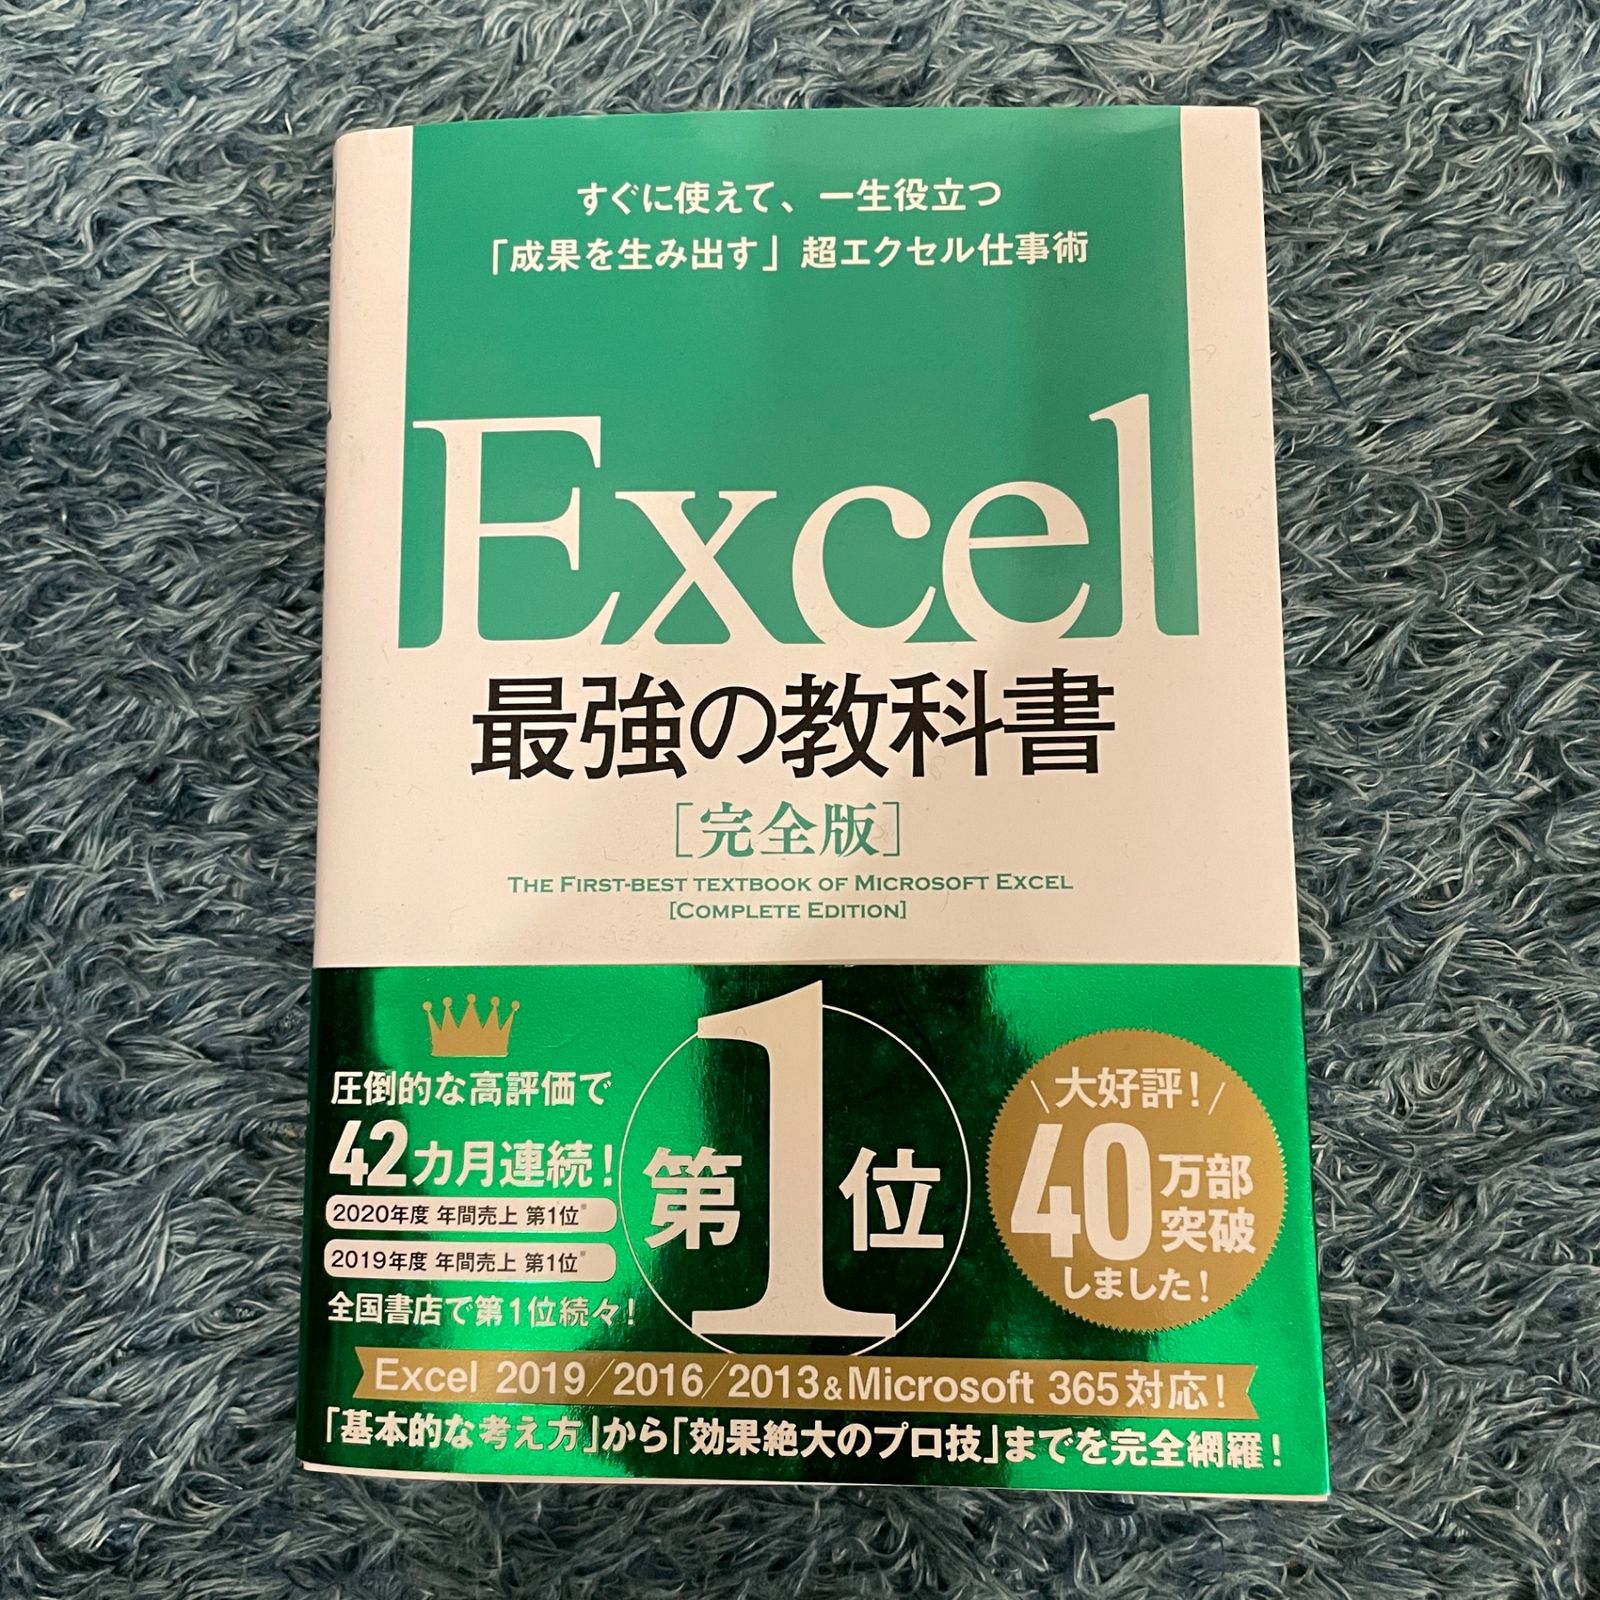 すぐに使えて、一生役立つ
「成果を生み出す」超エクセル仕事術
Excel
最強の教科書
[完全版]
THE FIRST-BEST TEXTBOOK OF MICROSOFT EXCEL
[COMPLETE EDITION]
圧倒的な高評価で
42カ月連続!
2020年度 年間売上 第1位※
2019年度 年間売上 第1位※
全国書店で第1位続々!
第1位
\大好評!/
40万部
突破
しました!
Excel 2019/2016/2013&Microsoft 365対応!
「基本的な考え方」から「効果絶大のプロ技」までを完全網羅!